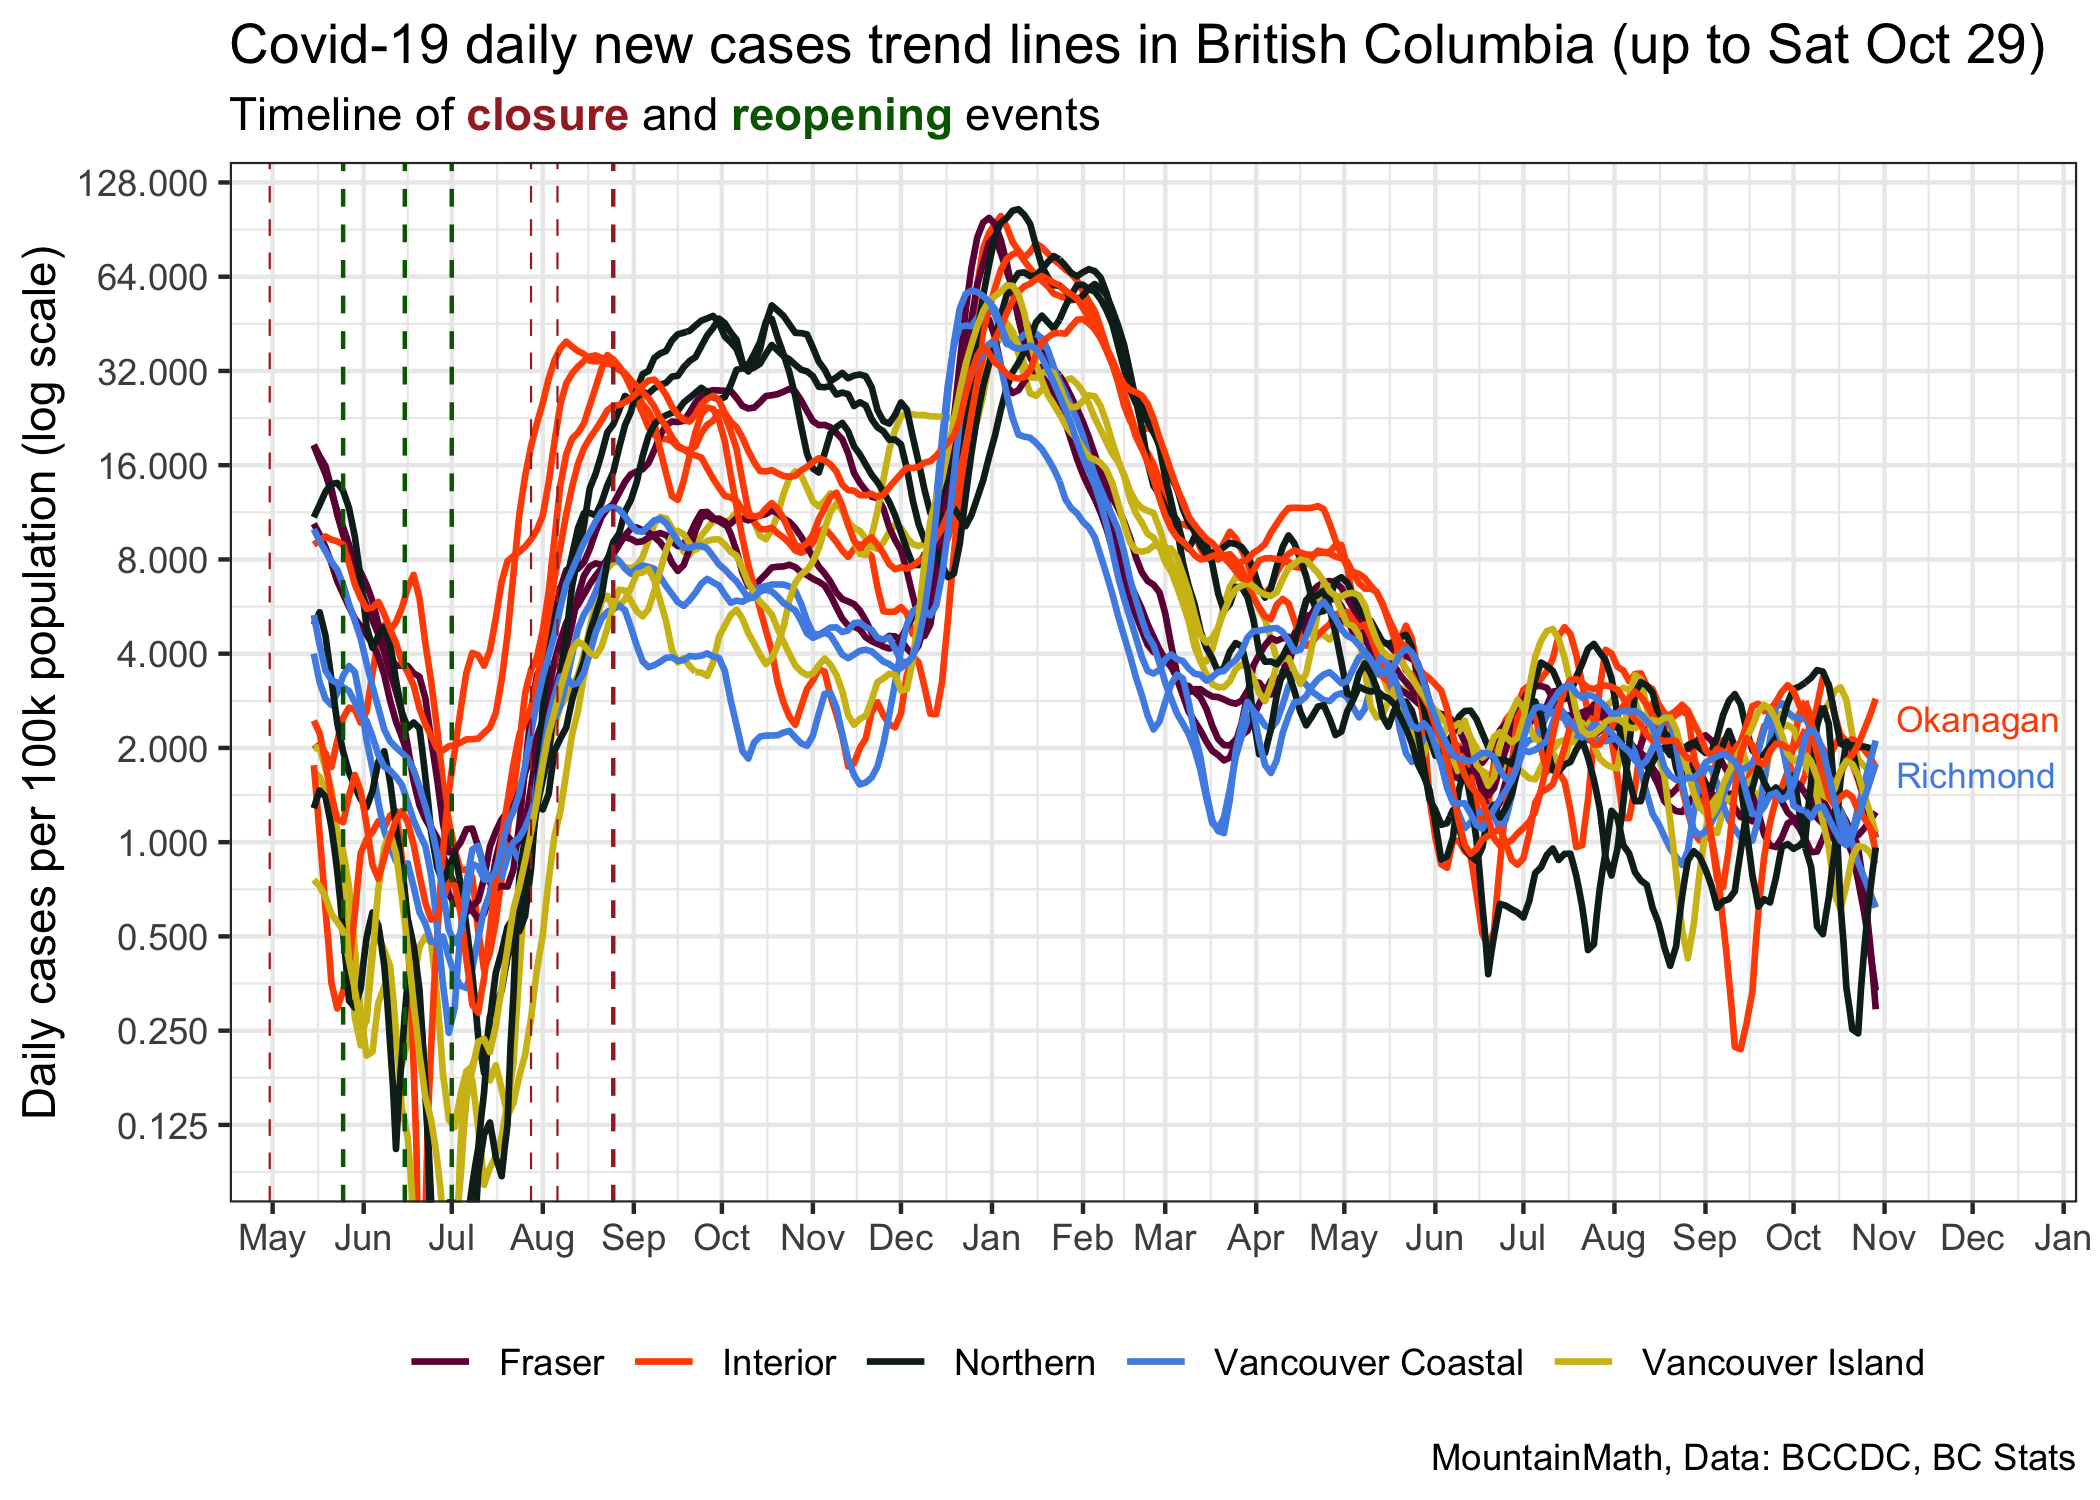 Covid-19 daily new cases trend lines in British Columbia (up to Sat Oct 29)
Timeline of closure and reopening events
Daily cases per 100k population (log scale)
128.000
64.000
32.000
16.000
8.000
4.000
2.000
1.000
0.500
0.250
0.125
Okanagan
Richmond
May Jun Jul Aug Sep Oct Nov Dec Jan Feb Mar Apr May Jun Jul Aug Sep Oct Nov Dec Jan
Fraser Interior Northern Vancouver Coastal Vancouver Island
MountainMath, Data: BCCDC, BC Stats